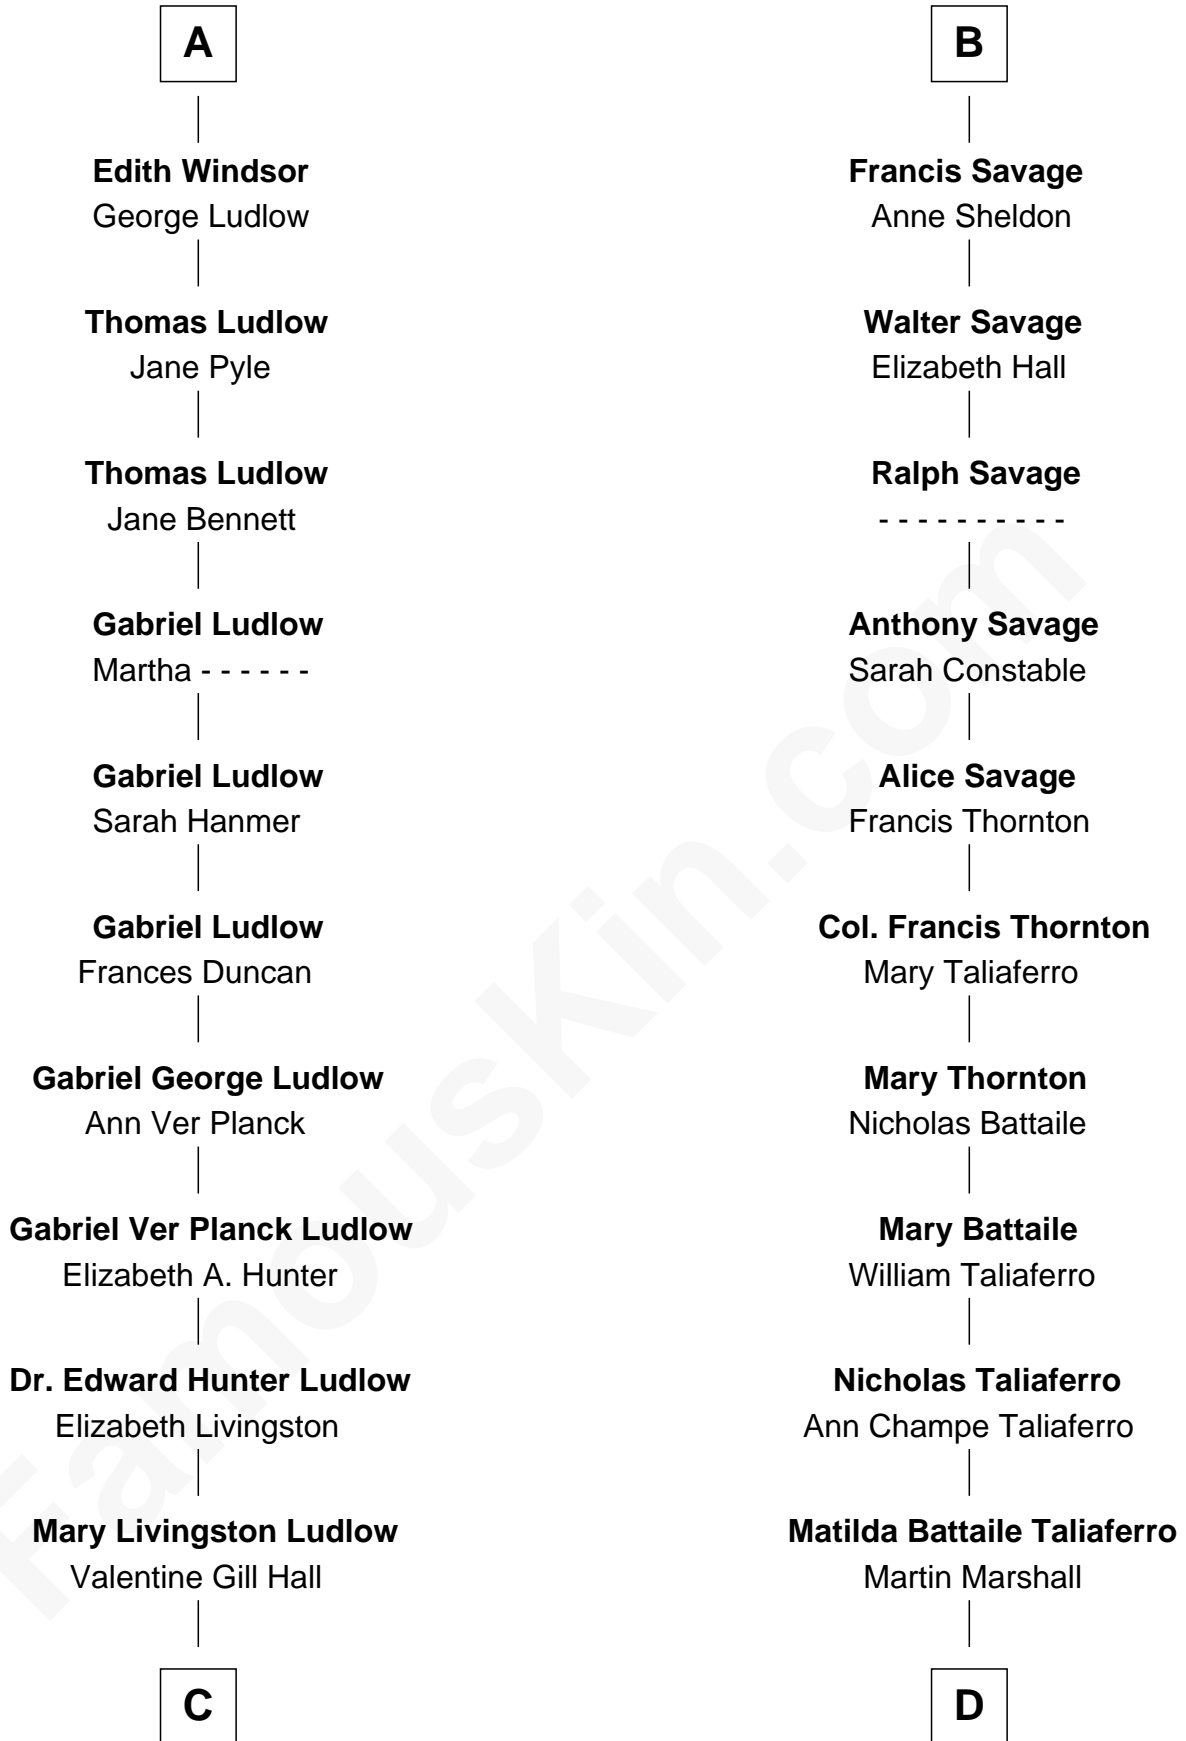 A
Edith Windsor
George Ludlow
Thomas Ludlow
Jane Pyle
Thomas Ludlow
Jane Bennett
Gabriel Ludlow
Martha - - - - - -
Gabriel Ludlow
Sarah Hanmer
Gabriel Ludlow
Frances Duncan
Gabriel George Ludlow
Ann Ver Planck
Gabriel Ver Planck Ludlow
Elizabeth A. Hunter
Dr. Edward Hunter Ludlow
Elizabeth Livingston
Mary Livingston Ludlow
Valentine Gill Hall
C
B
Francis Savage
Anne Sheldon
Walter Savage
Elizabeth Hall
Ralph Savage
- - - - - - - - - -
Anthony Savage
Sarah Constable
Alice Savage
Francis Thornton
Col. Francis Thornton
Mary Taliaferro
Mary Thornton
Nicholas Battaile
Mary Battaile
William Taliaferro
Nicholas Taliaferro
Ann Champe Taliaferro
Matilda Battaile Taliaferro
Martin Marshall
D
FamousKin.com